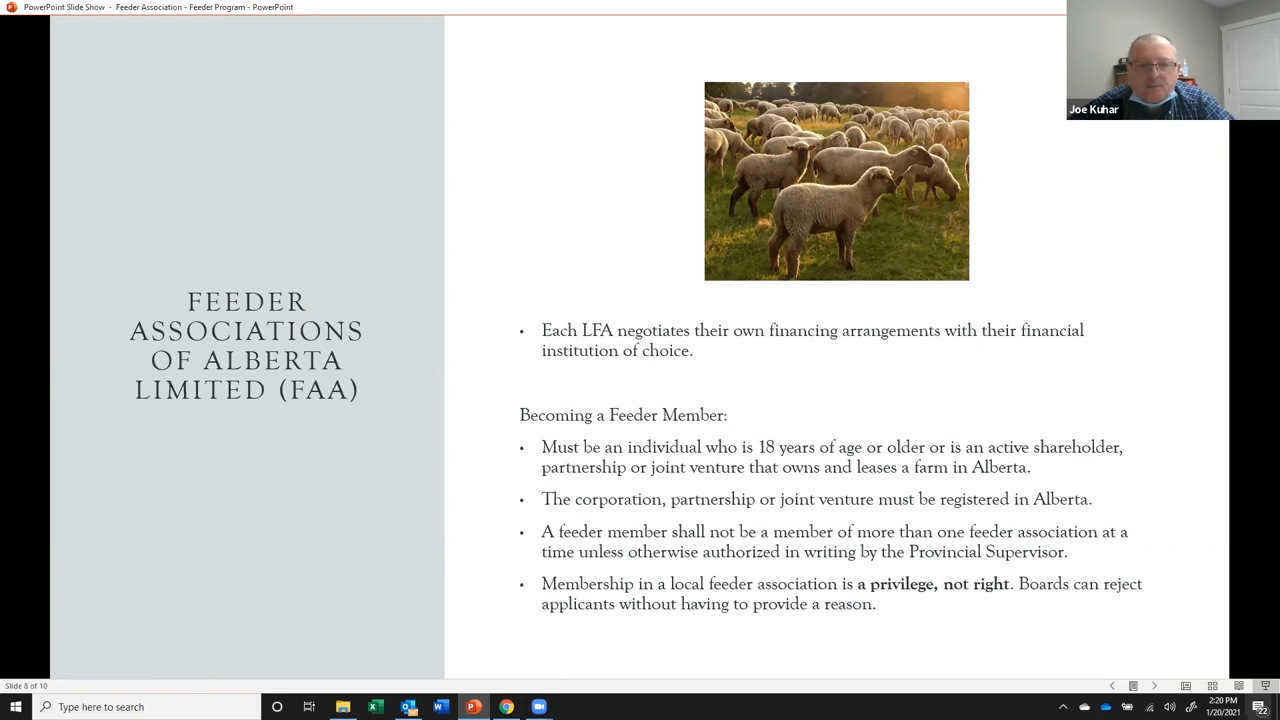 PowerPoint Slide Show - Feeder Association - Feeder Program - PowerPoint
Joe Kuhar
FEEDER
ASSOCIATIONS
OF ALBERTA
LIMITED (FAA)
• Each LFA negotiates their own financing arrangements with their financial
institution of choice.
Becoming a Feeder Member:
• Must be an individual who is 18 years of age or older or is an active shareholder,
partnership or joint venture that owns and leases a farm in Alberta.
• The corporation, partnership or joint venture must be registered in Alberta.
• A feeder member shall not be a member of more than one feeder association at a
time unless otherwise authorized in writing by the Provincial Supervisor.
• Membership in a local feeder association is a privilege, not right. Boards can reject
applicants without having to provide a reason.
Slide 8 of 10
Type here to search
2:20 PM
1/20/2021
22